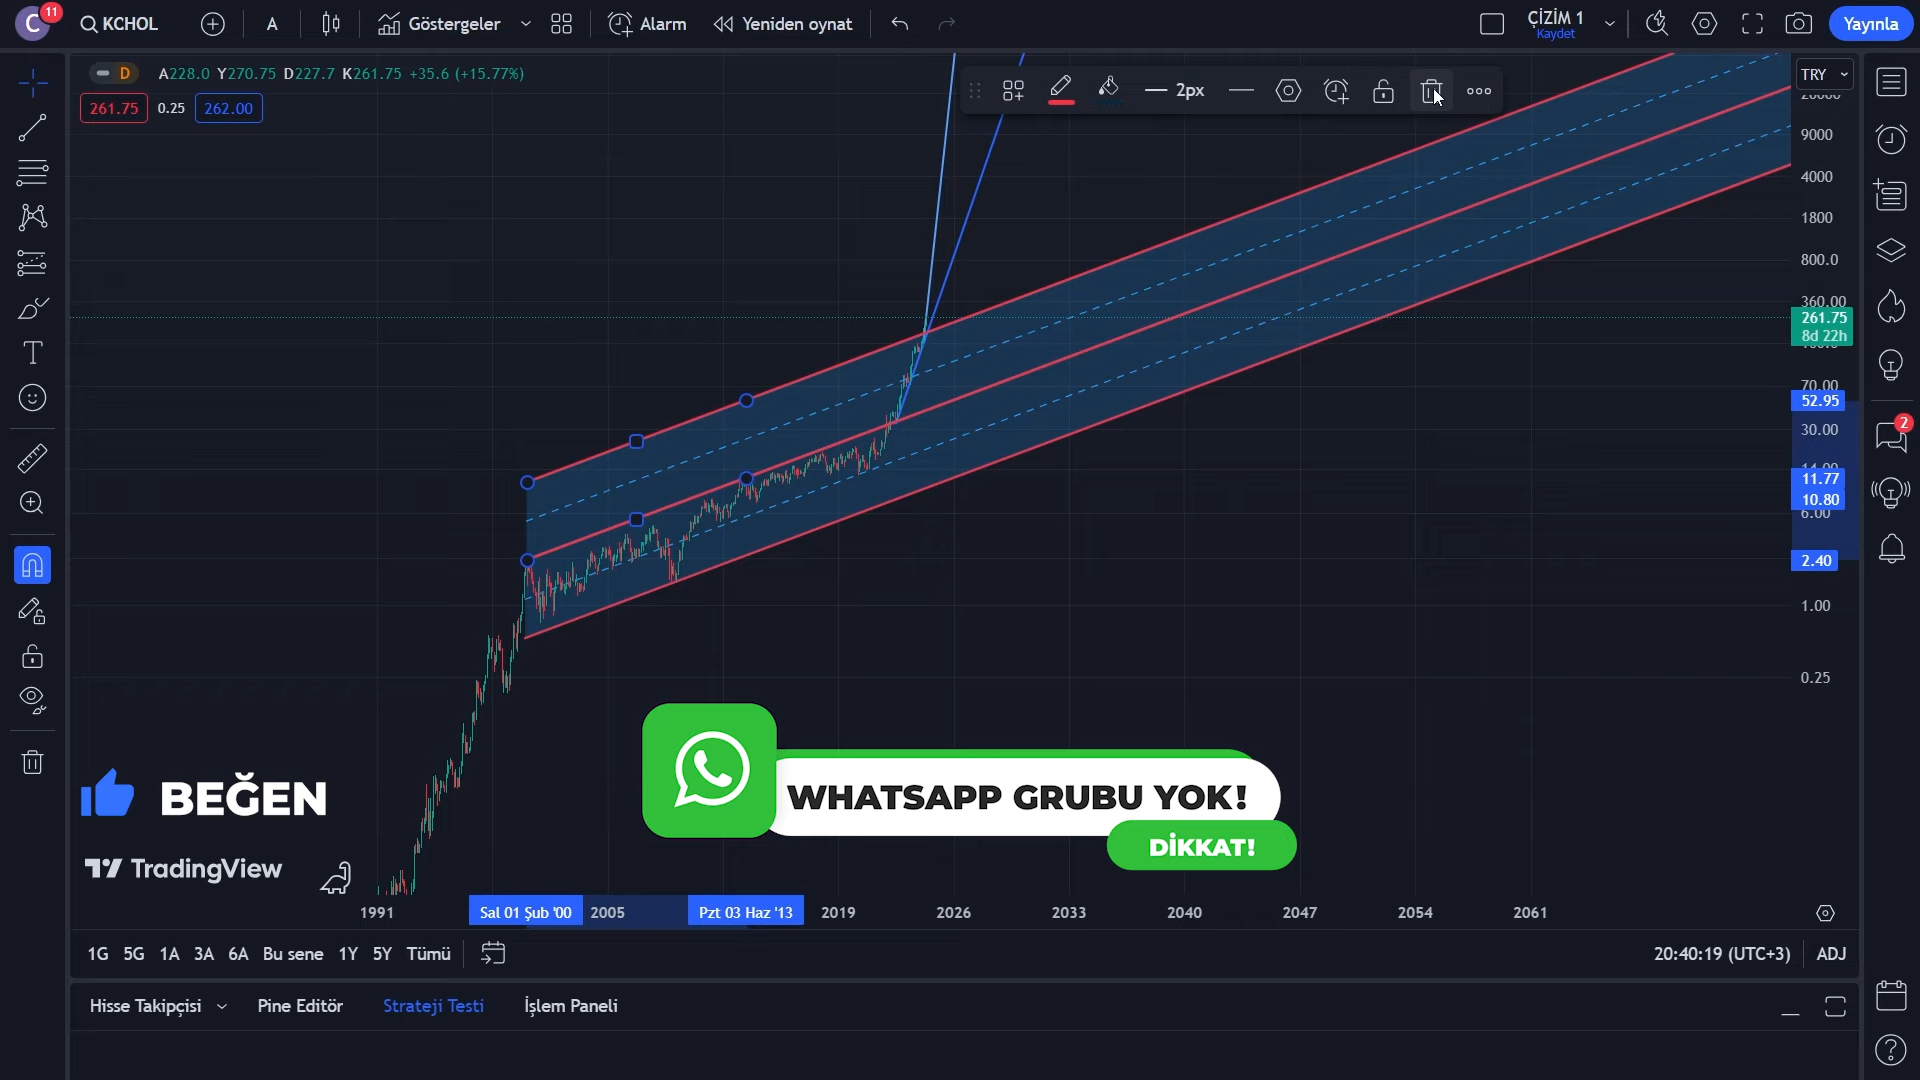 C 11 KCHOL A Göstergeler Alarm Yeniden oynat ÇİZİM 1 Yayınla
Kaydet
D A228.0 Y270.75 D227.7 K261.75 +35.6 (+15.77%)
261.75 0.25 262.00
2px
TRY
9000
4000
1800
800.0
360.00
261.75
8d 22h
70.00
52.95
30.00
11.77
10.80
6.00
2.40
1.00
0.25
2
WHATSAPP GRUBU YOK!
DİKKAT!
BEĞEN
TradingView
1991 Sal 01 Şub '00 2005 Pzt 03 Haz '13 2019 2026 2033 2040 2047 2054 2061
1G 5G 1A 3A 6A Bu sene 1Y 5Y Tümü 20:40:19 (UTC+3) ADJ
Hisse Takipçisi Pine Editör Strateji Testi İşlem Paneli